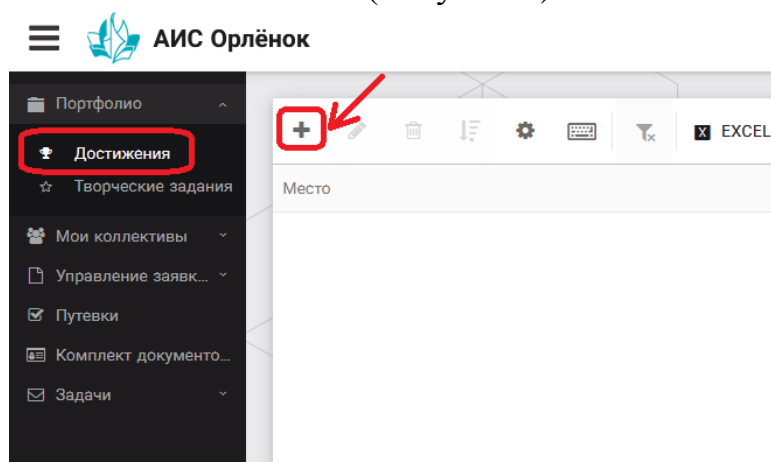 АИС Орлёнок
Портфолио
Достижения
Творческие задания
Мои коллективы
Управление заявк...
Путевки
Комплект документо...
Задачи
EXCEL
Место